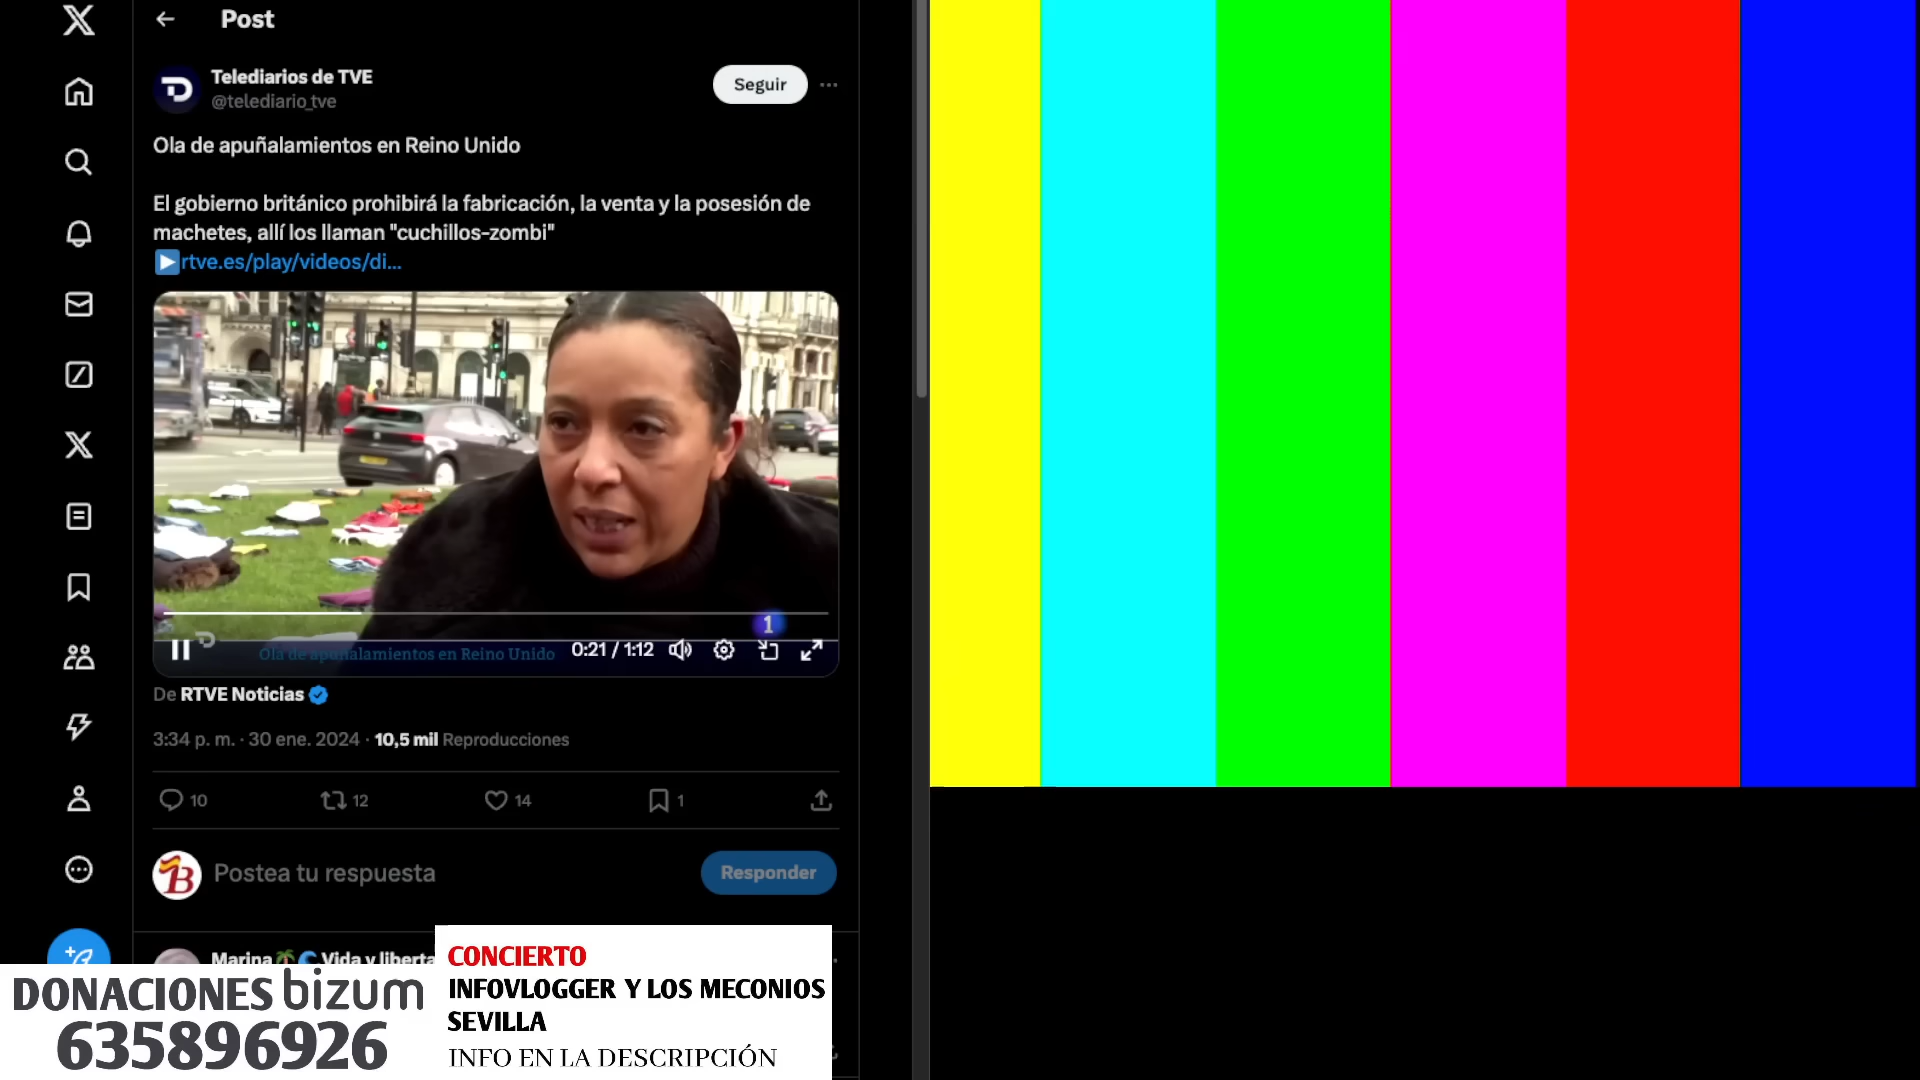 Post
Telediarios de TVE
@telediario_tve
Seguir
Ola de apuñalamientos en Reino Unido
El gobierno británico prohibirá la fabricación, la venta y la posesión de
machetes, allí los llaman "cuchillos-zombi"
rtve.es/play/videos/di...
1
Ola de apuñalamientos en Reino Unido
0:21 / 1:12
De RTVE Noticias
3:34 p. m. · 30 ene. 2024 · 10,5 mil Reproducciones
10
12
14
1
Postea tu respuesta
Responder
Marina Vida y liberta
DONACIONES bizum
635896926
CONCIERTO
INFOVLOGGER Y LOS MECONIOS
SEVILLA
INFO EN LA DESCRIPCIÓN